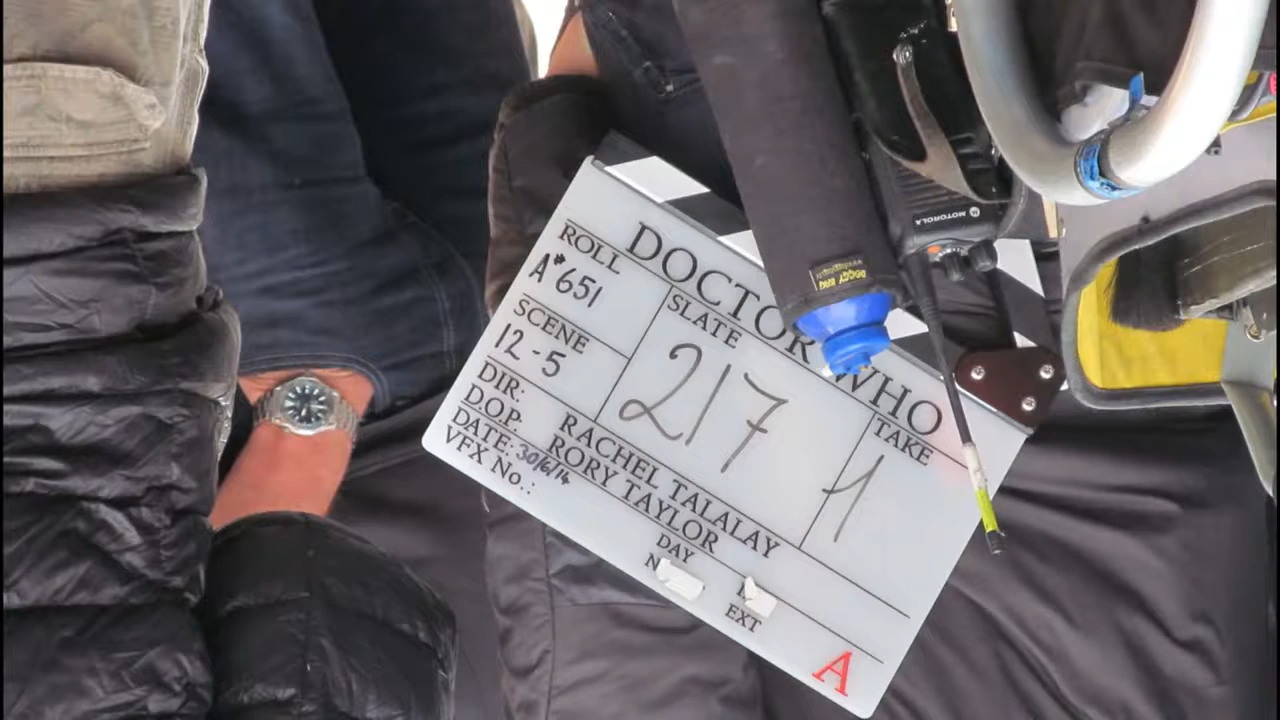 DOCTOR WHO
ROLL
A#651
SLATE
217
TAKE
1
SCENE
12-5
DIR: RACHEL TALALAY
D.O.P. RORY TAYLOR
DATE: 30/6/14
VFX No.:
DAY
EXT
A
MOTOROLA